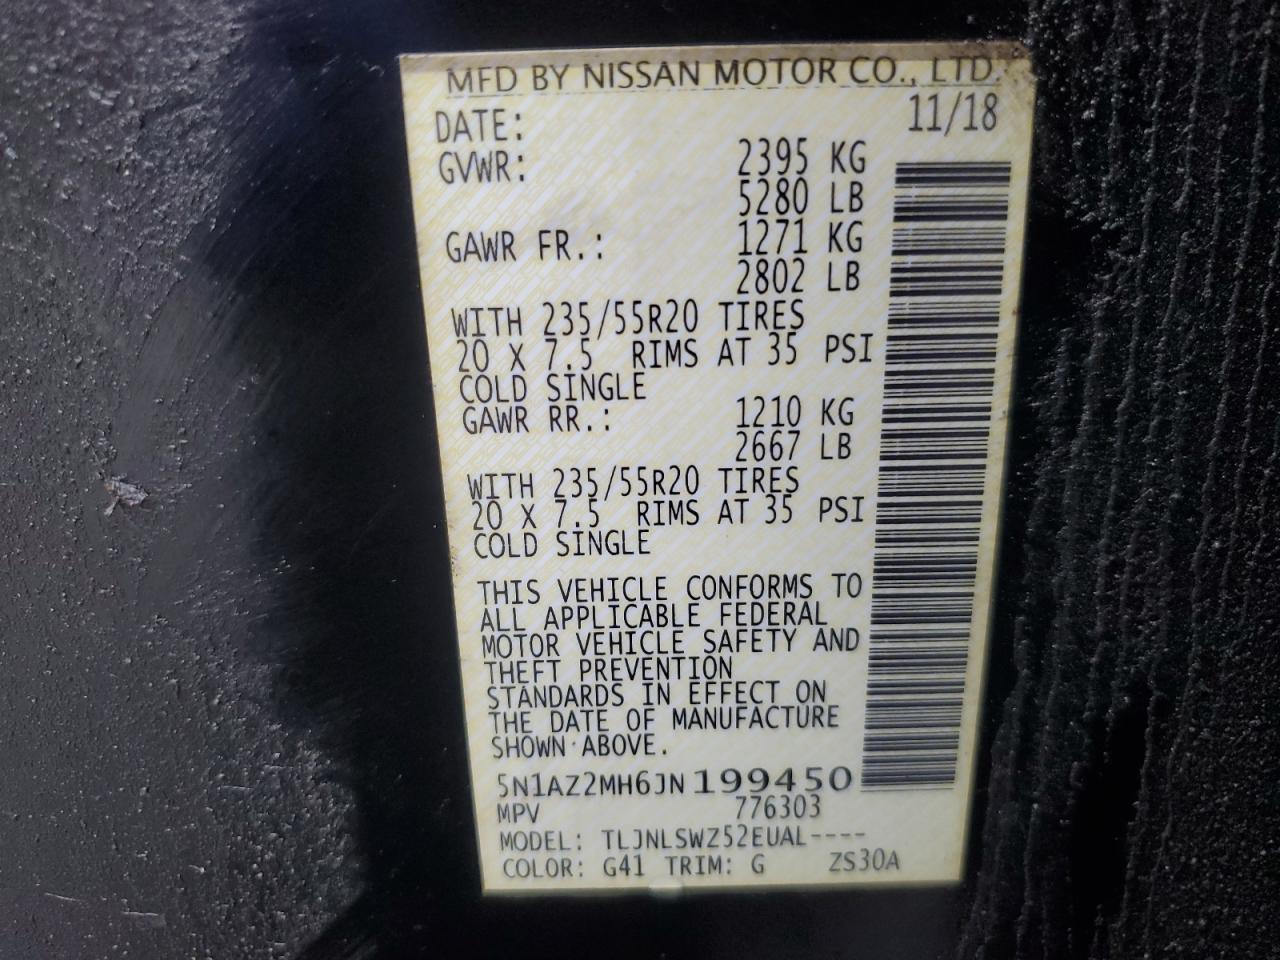 MFD BY NISSAN MOTOR CO., LTD.
DATE: 11/18
GVWR: 2395 KG
5280 LB
GAWR FR.: 1271 KG
2802 LB
WITH 235/55R20 TIRES
20 X 7.5 RIMS AT 35 PSI
COLD SINGLE
GAWR RR.: 1210 KG
2667 LB
WITH 235/55R20 TIRES
20 X 7.5 RIMS AT 35 PSI
COLD SINGLE
THIS VEHICLE CONFORMS TO
ALL APPLICABLE FEDERAL
MOTOR VEHICLE SAFETY AND
THEFT PREVENTION
STANDARDS IN EFFECT ON
THE DATE OF MANUFACTURE
SHOWN ABOVE.
5N1AZ2MH6JN199450
MPV 776303
MODEL: TLJNLSWZ52EUAL----
COLOR: G41 TRIM: G ZS30A